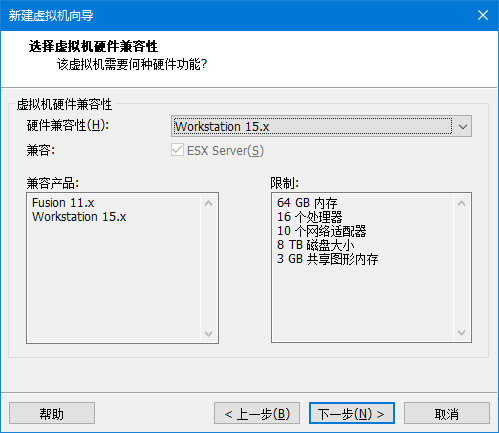 新建虚拟机向导
选择虚拟机硬件兼容性
该虚拟机需要何种硬件功能?
虚拟机硬件兼容性
硬件兼容性(H): Workstation 15.x
兼容: ESX Server(S)
兼容产品:
Fusion 11.x
Workstation 15.x
限制:
64 GB 内存
16 个处理器
10 个网络适配器
8 TB 磁盘大小
3 GB 共享图形内存
帮助 < 上一步(B) 下一步(N) > 取消